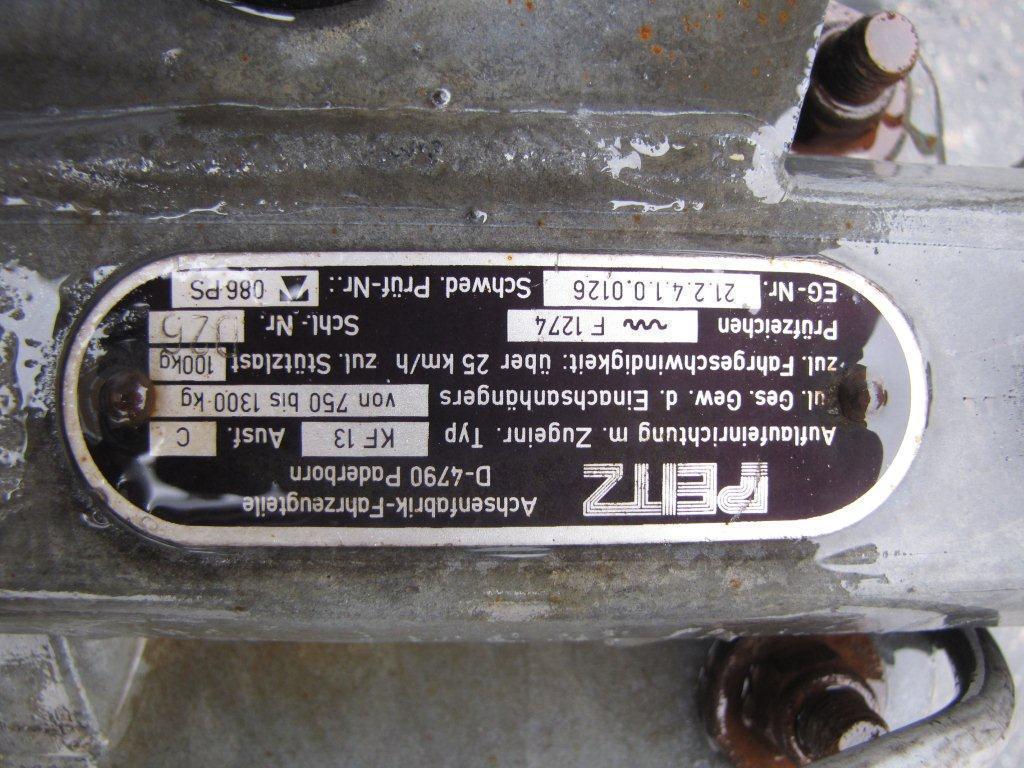 PEITZ
Achsenfabrik-Fahrzeugteile
D-4790 Paderborn
Auflaufeinrichtung m. Zugeinr. Typ KF 13 Ausf. C
ul. Ges. Gew. d. Einachsanhängers von 750 bis 1300 kg
zul. Fahrgeschwindigkeit: über 25 km/h zul. Stützlast 100kg
Prüfzeichen F 1274 Schl.-Nr. DZ6
EG-Nr. 21.2.4.1.0.0126 Schwed. Prüf-Nr.: 086 PS